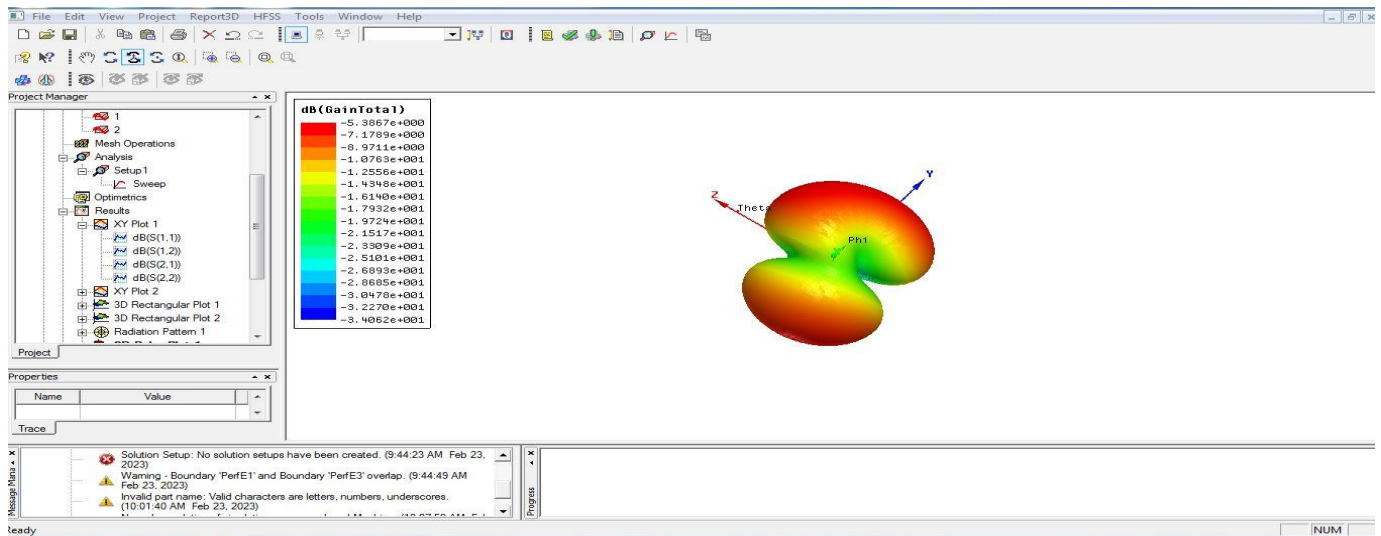 File Edit View Project Report3D HFSS Tools Window Help
Project Manager
1
2
Mesh Operations
Analysis
Setup1
Sweep
Optimetrics
Results
XY Plot 1
dB(S(1,1))
dB(S(1,2))
dB(S(2,1))
dB(S(2,2))
XY Plot 2
3D Rectangular Plot 1
3D Rectangular Plot 2
Radiation Pattern 1
Project
Properties
Name Value
Trace
dB(GainTotal)
-5.3867e+000
-7.1789e+000
-8.9711e+000
-1.0763e+001
-1.2556e+001
-1.4348e+001
-1.6140e+001
-1.7932e+001
-1.9724e+001
-2.1517e+001
-2.3309e+001
-2.5101e+001
-2.6893e+001
-2.8685e+001
-3.0478e+001
-3.2270e+001
-3.4062e+001
Y
Z
Theta
Phi
Solution Setup: No solution setups have been created. (9:44:23 AM Feb 23,
2023)
Warning - Boundary 'PerfE1' and Boundary 'PerfE3' overlap. (9:44:49 AM
Feb 23, 2023)
Invalid part name: Valid characters are letters, numbers, underscores.
(10:01:40 AM Feb 23, 2023)
Message Mana
Progress
Ready
NUM